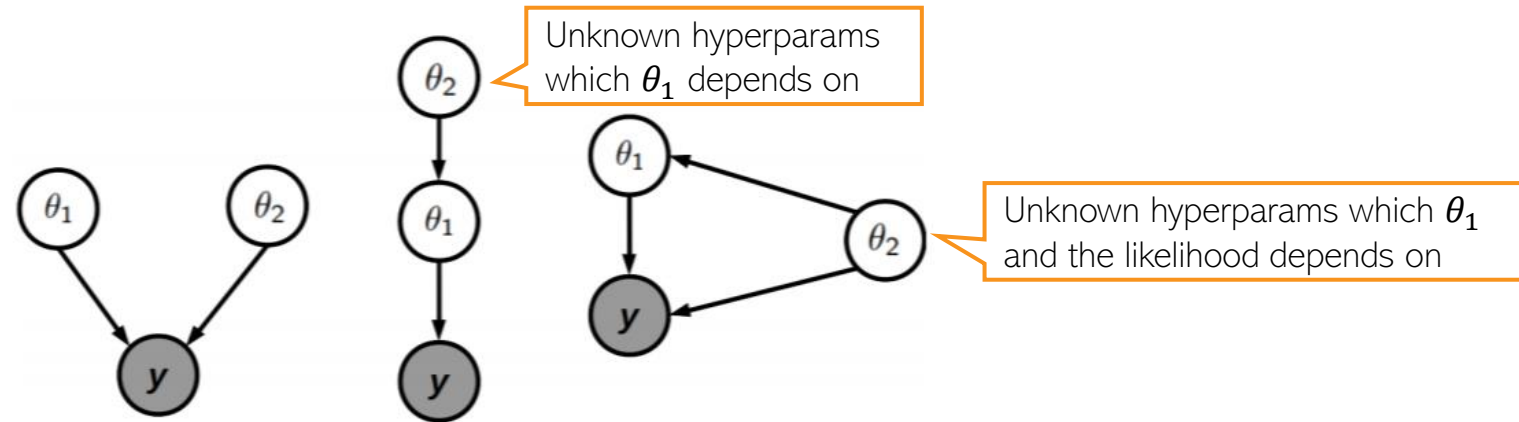 Unknown hyperparams
which θ₁ depends on
θ₂
θ₁
θ₂
θ₁
y
y
θ₁
θ₂
y
Unknown hyperparams which θ₁
and the likelihood depends on